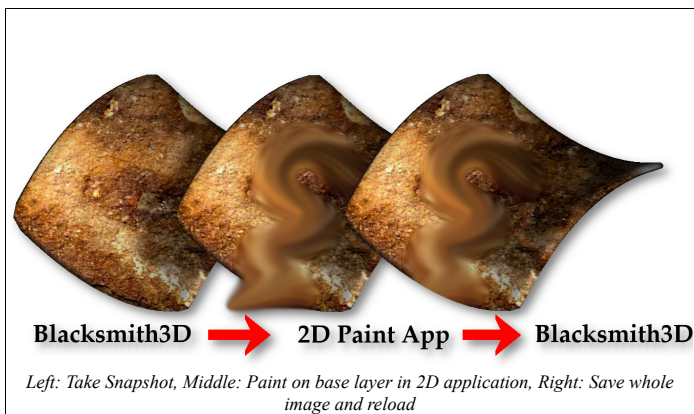 Blacksmith3D 2D Paint App Blacksmith3D
Left: Take Snapshot, Middle: Paint on base layer in 2D application, Right: Save whole
image and reload